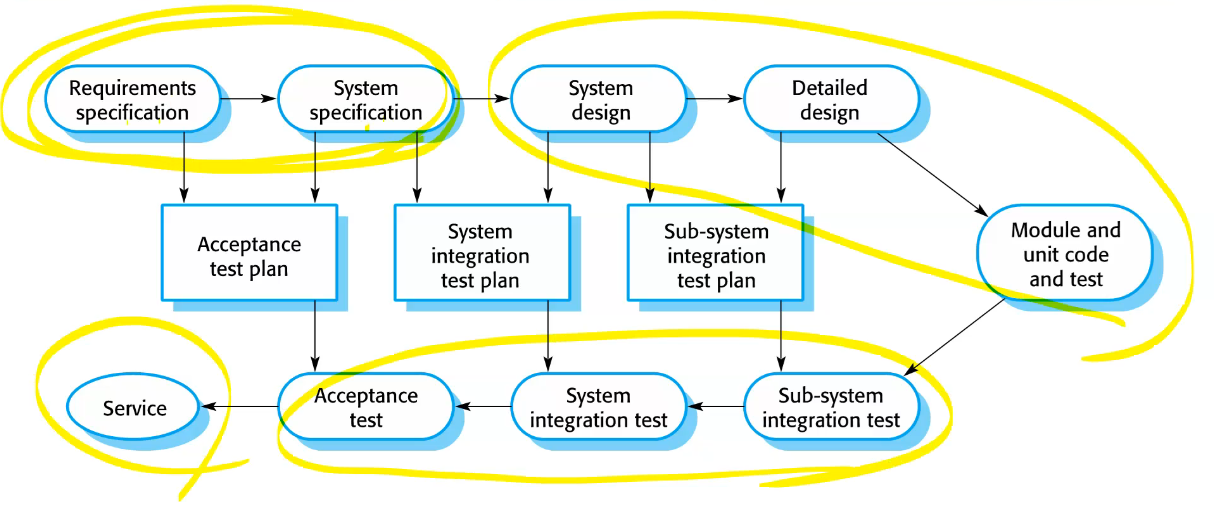 Requirements
specification
System
specification
System
design
Detailed
design
Acceptance
test plan
System
integration
test plan
Sub-system
integration
test plan
Module and
unit code
and test
Service
Acceptance
test
System
integration test
Sub-system
integration test